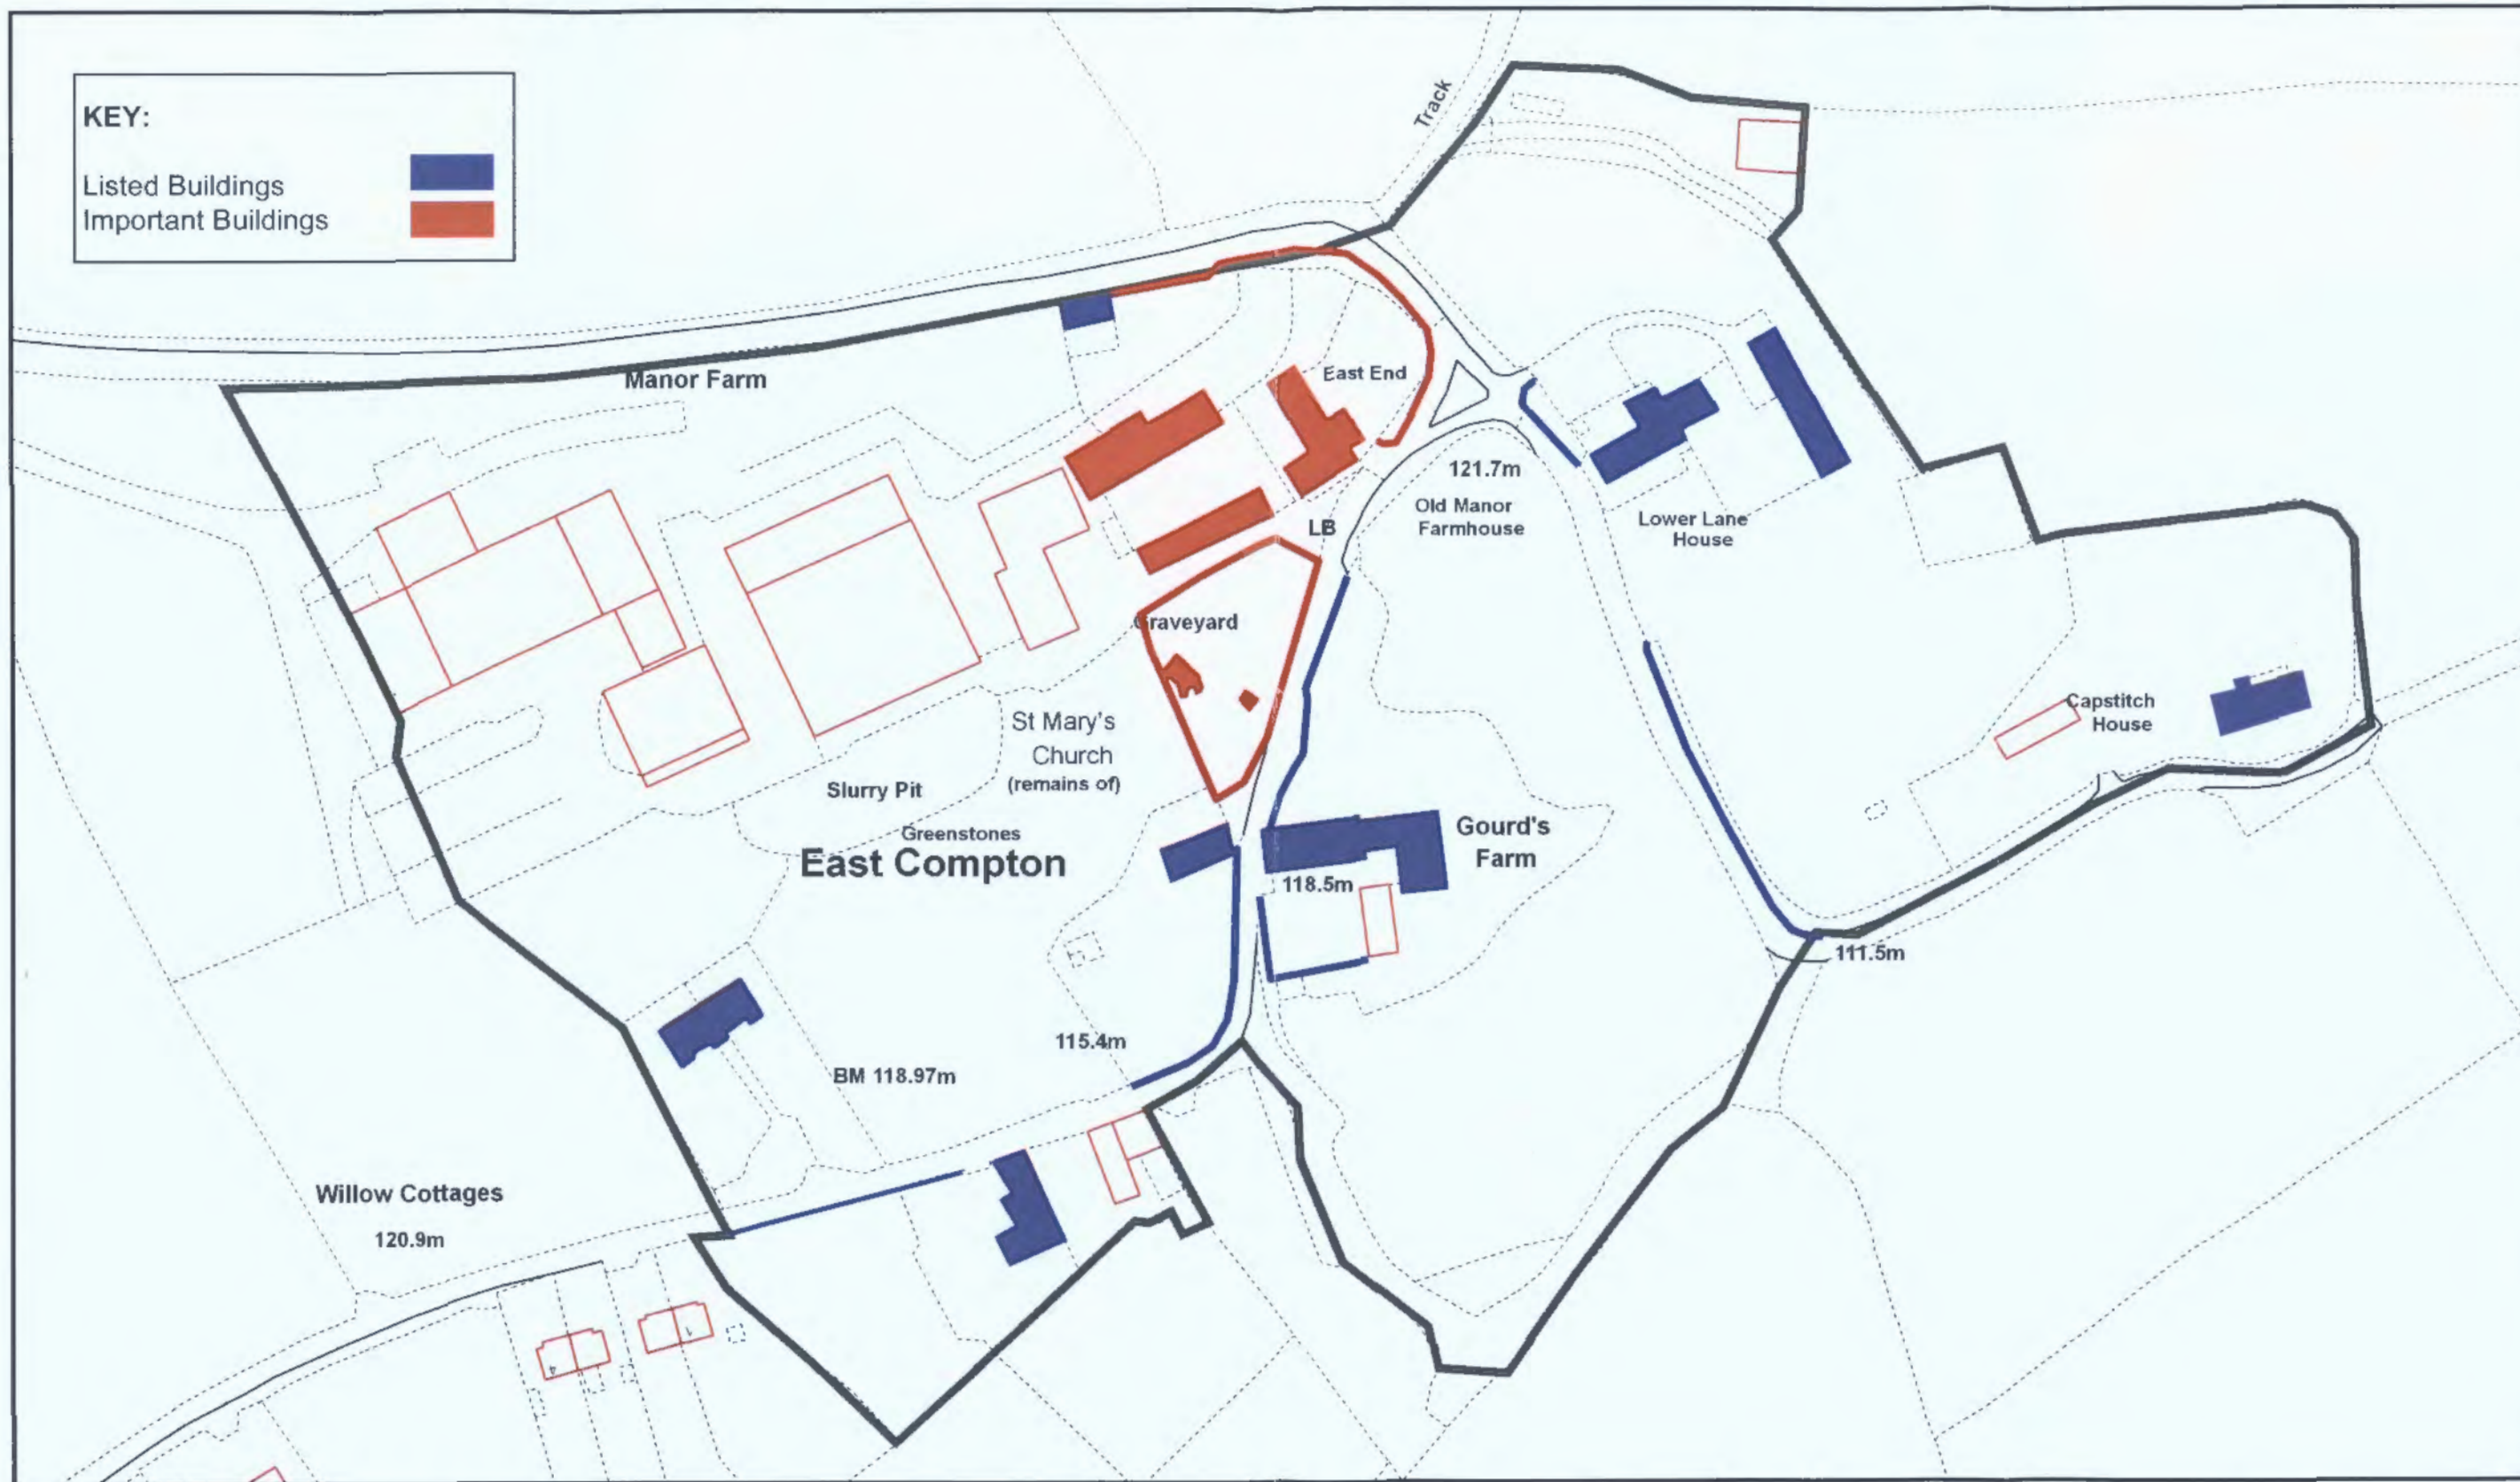 KEY:
Listed Buildings
Important Buildings
Track
Manor Farm
East End
121.7m
Old Manor
Farmhouse
LB
Lower Lane
House
Graveyard
St Mary's
Church
(remains of)
Capstitch
House
Slurry Pit
Greenstones
East Compton
Gourd's
Farm
118.5m
111.5m
115.4m
BM 118.97m
Willow Cottages
120.9m
1
4